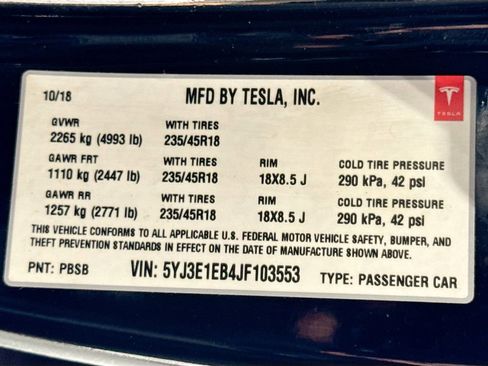 10/18 MFD BY TESLA, INC.
TESLA
GVWR WITH TIRES
2265 kg (4993 lb) 235/45R18
GAWR FRT WITH TIRES RIM COLD TIRE PRESSURE
1110 kg (2447 lb) 235/45R18 18X8.5 J 290 kPa, 42 psi
GAWR RR WITH TIRES RIM COLD TIRE PRESSURE
1257 kg (2771 lb) 235/45R18 18X8.5 J 290 kPa, 42 psi
THIS VEHICLE CONFORMS TO ALL APPLICABLE U.S. FEDERAL MOTOR VEHICLE SAFETY, BUMPER, AND
THEFT PREVENTION STANDARDS IN EFFECT ON THE DATE OF MANUFACTURE SHOWN ABOVE.
PNT: PBSB VIN: 5YJ3E1EB4JF103553 TYPE: PASSENGER CAR